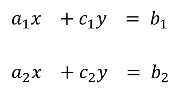 a₁x + c₁y = b₁
a₂x + c₂y = b₂